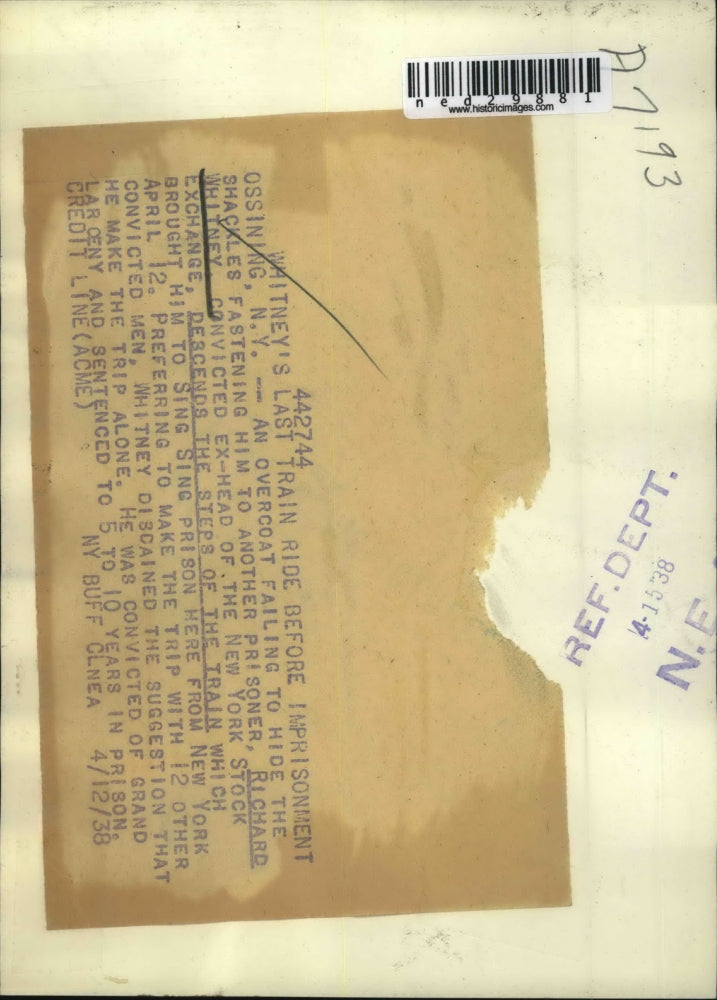 ned29881
www.historicimages.com
D7193
442744
WHITNEY'S LAST TRAIN RIDE BEFORE IMPRISONMENT
OSSINING, N.Y. -- AN OVERCOAT FAILING TO HIDE THE
SHACKLES FASTENING HIM TO ANOTHER PRISONER, RICHARD
WHITNEY, CONVICTED EX-HEAD OF THE NEW YORK STOCK
EXCHANGE, DESCENDS THE STEPS OF THE TRAIN WHICH
BROUGHT HIM TO SING SING PRISON HERE FROM NEW YORK
APRIL 12. PREFERRING TO MAKE THE TRIP WITH 12 OTHER
CONVICTED MEN, WHITNEY DISCAINED THE SUGGESTION THAT
HE MAKE THE TRIP ALONE. HE WAS CONVICTED OF GRAND
LARCENY AND SENTENCED TO 5 TO 10 YEARS IN PRISON.
CREDIT LINE (ACME) NY BUFF CLNEA 4/12/38
REF. DEPT.
4-15 38
N.E